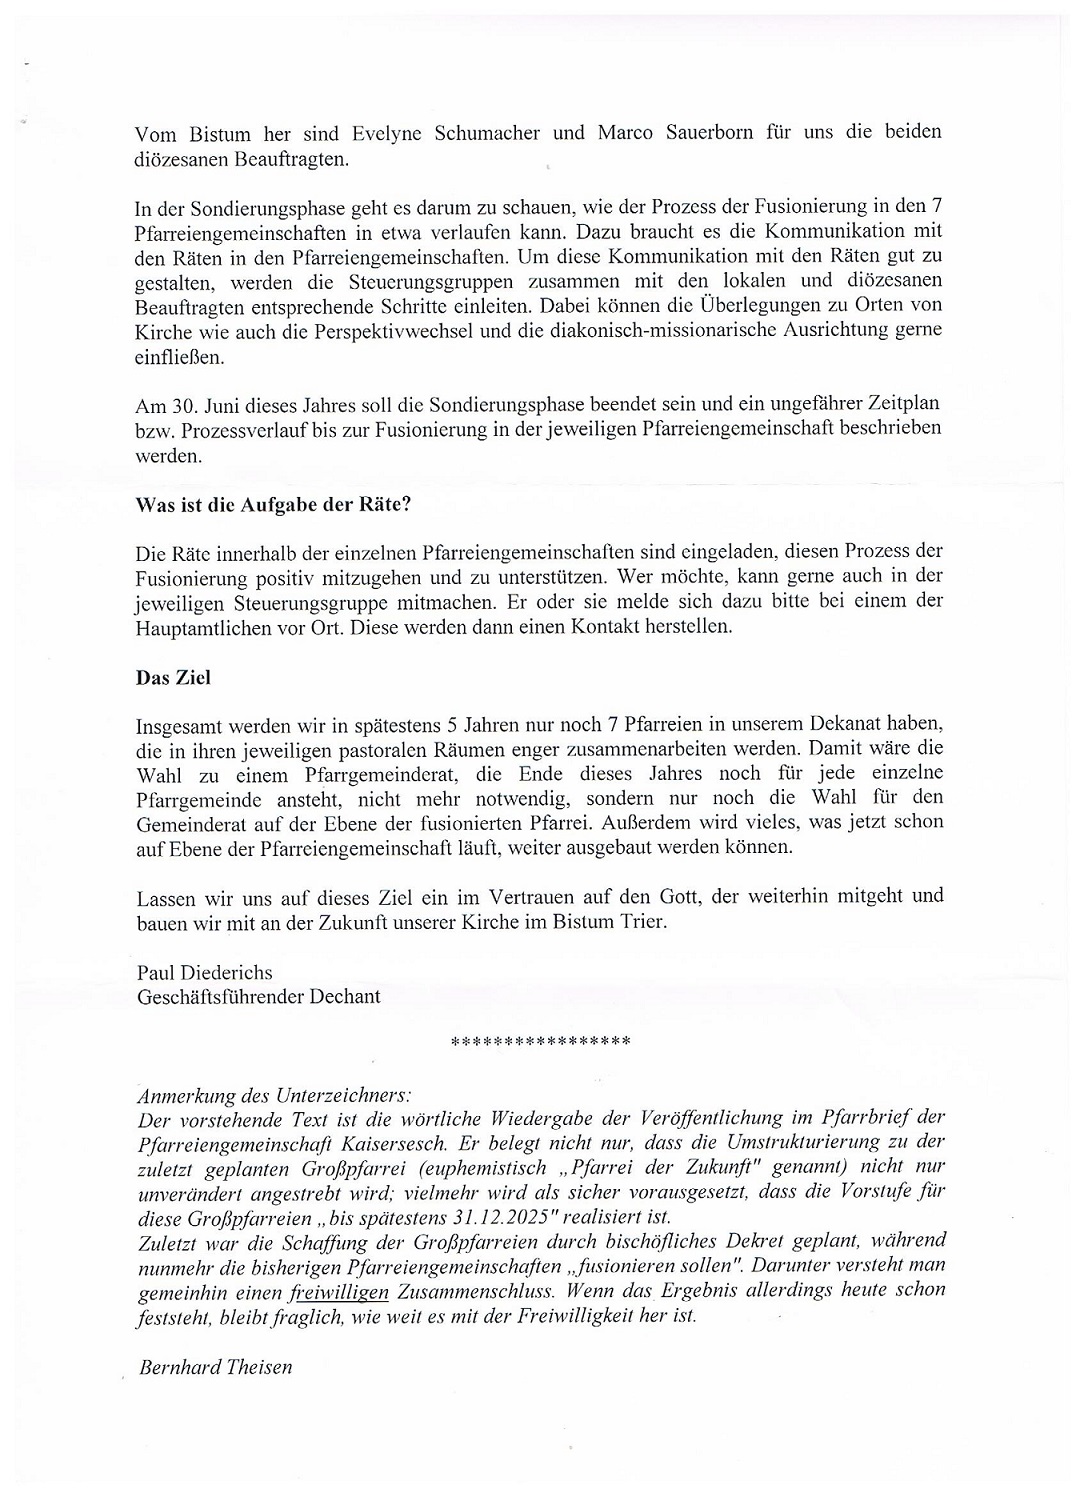 Vom Bistum her sind Evelyne Schumacher und Marco Sauerborn für uns die beiden
diözesanen Beauftragten.
In der Sondierungsphase geht es darum zu schauen, wie der Prozess der Fusionierung in den 7
Pfarreiengemeinschaften in etwa verlaufen kann. Dazu braucht es die Kommunikation mit
den Räten in den Pfarreiengemeinschaften. Um diese Kommunikation mit den Räten gut zu
gestalten, werden die Steuerungsgruppen zusammen mit den lokalen und diözesanen
Beauftragten entsprechende Schritte einleiten. Dabei können die Überlegungen zu Orten von
Kirche wie auch die Perspektivwechsel und die diakonisch-missionarische Ausrichtung gerne
einfließen.
Am 30. Juni dieses Jahres soll die Sondierungsphase beendet sein und ein ungefährer Zeitplan
bzw. Prozessverlauf bis zur Fusionierung in der jeweiligen Pfarreiengemeinschaft beschrieben
werden.
Was ist die Aufgabe der Räte?
Die Räte innerhalb der einzelnen Pfarreiengemeinschaften sind eingeladen, diesen Prozess der
Fusionierung positiv mitzugehen und zu unterstützen. Wer möchte, kann gerne auch in der
jeweiligen Steuerungsgruppe mitmachen. Er oder sie melde sich dazu bitte bei einem der
Hauptamtlichen vor Ort. Diese werden dann einen Kontakt herstellen.
Das Ziel
Insgesamt werden wir in spätestens 5 Jahren nur noch 7 Pfarreien in unserem Dekanat haben,
die in ihren jeweiligen pastoralen Räumen enger zusammenarbeiten werden. Damit wäre die
Wahl zu einem Pfarrgemeinderat, die Ende dieses Jahres noch für jede einzelne
Pfarrgemeinde ansteht, nicht mehr notwendig, sondern nur noch die Wahl für den
Gemeinderat auf der Ebene der fusionierten Pfarrei. Außerdem wird vieles, was jetzt schon
auf Ebene der Pfarreiengemeinschaft läuft, weiter ausgebaut werden können.
Lassen wir uns auf dieses Ziel ein im Vertrauen auf den Gott, der weiterhin mitgeht und
bauen wir mit an der Zukunft unserer Kirche im Bistum Trier.
Paul Diederichs
Geschäftsführender Dechant
*****************
Anmerkung des Unterzeichners:
Der vorstehende Text ist die wörtliche Wiedergabe der Veröffentlichung im Pfarrbrief der
Pfarreiengemeinschaft Kaisersesch. Er belegt nicht nur, dass die Umstrukturierung zu der
zuletzt geplanten Großpfarrei (euphemistisch „Pfarrei der Zukunft" genannt) nicht nur
unverändert angestrebt wird; vielmehr wird als sicher vorausgesetzt, dass die Vorstufe für
diese Großpfarreien „bis spätestens 31.12.2025" realisiert ist.
Zuletzt war die Schaffung der Großpfarreien durch bischöfliches Dekret geplant, während
nunmehr die bisherigen Pfarreiengemeinschaften „fusionieren sollen". Darunter versteht man
gemeinhin einen freiwilligen Zusammenschluss. Wenn das Ergebnis allerdings heute schon
feststeht, bleibt fraglich, wie weit es mit der Freiwilligkeit her ist.
Bernhard Theisen